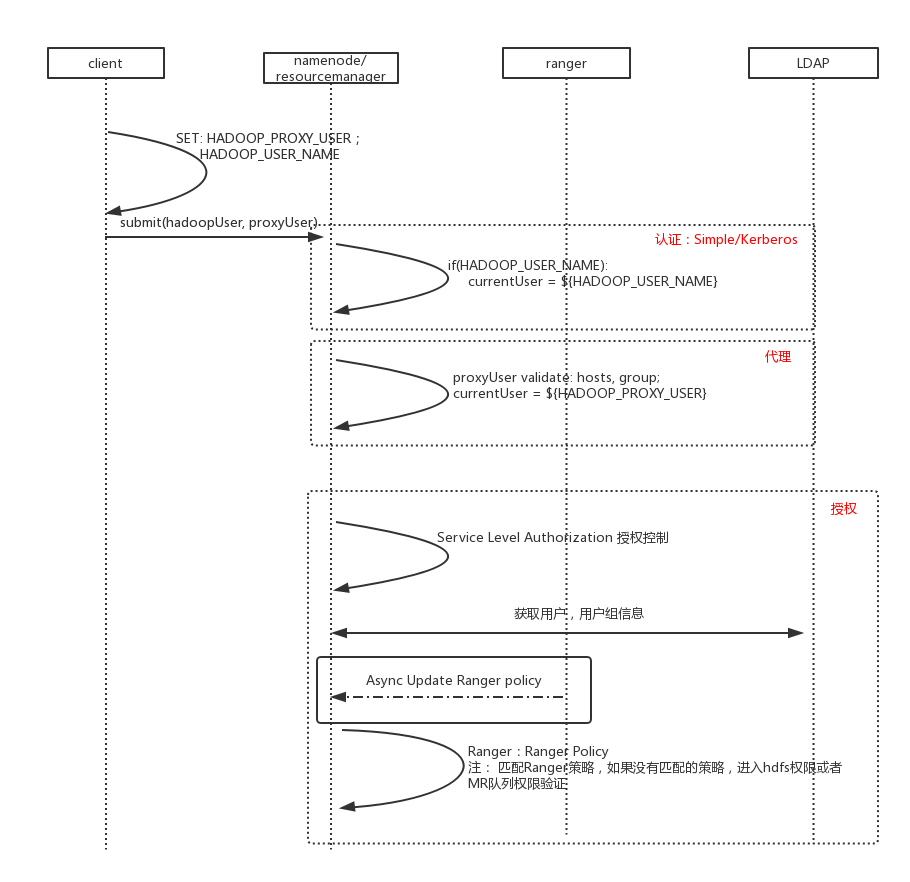 client
namenode/
resourcemanager
ranger
LDAP
SET: HADOOP_PROXY_USER ;
HADOOP_USER_NAME
submit(hadoopUser, proxyUser)
认证：Simple/Kerberos
if(HADOOP_USER_NAME):
currentUser = ${HADOOP_USER_NAME}
代理
proxyUser validate: hosts, group;
currentUser = ${HADOOP_PROXY_USER}
授权
Service Level Authorization 授权控制
获取用户，用户组信息
Async Update Ranger policy
Ranger：Ranger Policy
注： 匹配Ranger策略，如果没有匹配的策略，进入hdfs权限或者
MR队列权限验证